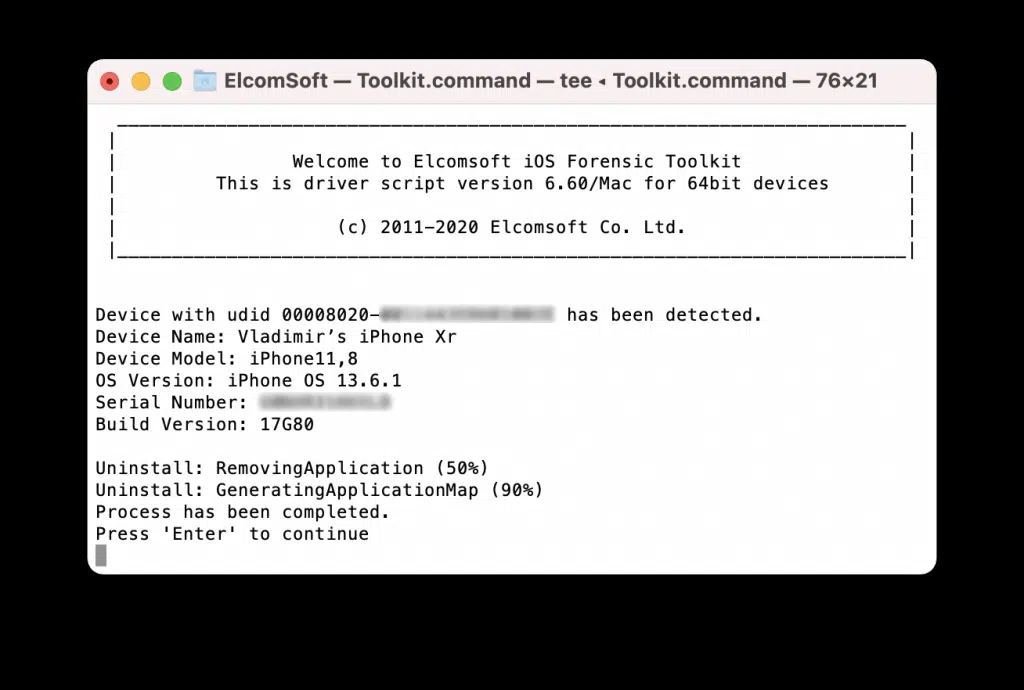 ElcomSoft — Toolkit.command — tee ◂ Toolkit.command — 76×21
Welcome to Elcomsoft iOS Forensic Toolkit
This is driver script version 6.60/Mac for 64bit devices
(c) 2011-2020 Elcomsoft Co. Ltd.
Device with udid 00008020- has been detected.
Device Name: Vladimir’s iPhone Xr
Device Model: iPhone11,8
OS Version: iPhone OS 13.6.1
Serial Number:
Build Version: 17G80
Uninstall: RemovingApplication (50%)
Uninstall: GeneratingApplicationMap (90%)
Process has been completed.
Press 'Enter' to continue